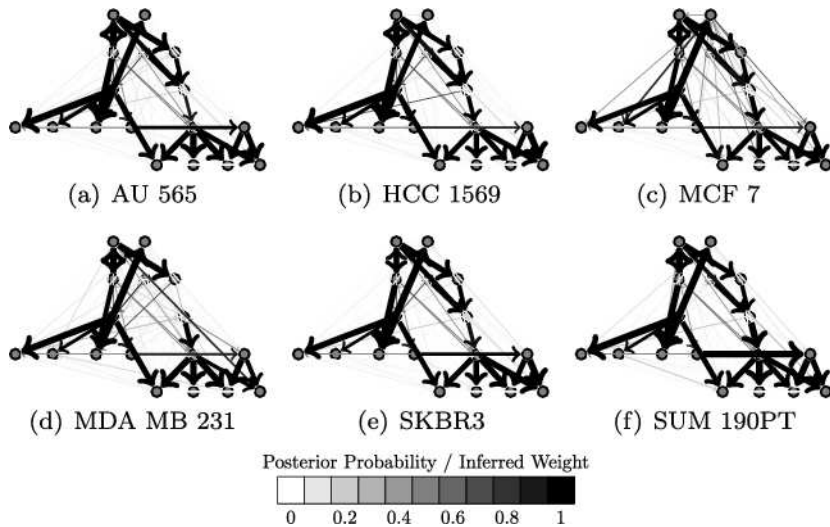 (a) AU 565
(b) HCC 1569
(c) MCF 7
(d) MDA MB 231
(e) SKBR3
(f) SUM 190PT
Posterior Probability / Inferred Weight
0 0.2 0.4 0.6 0.8 1